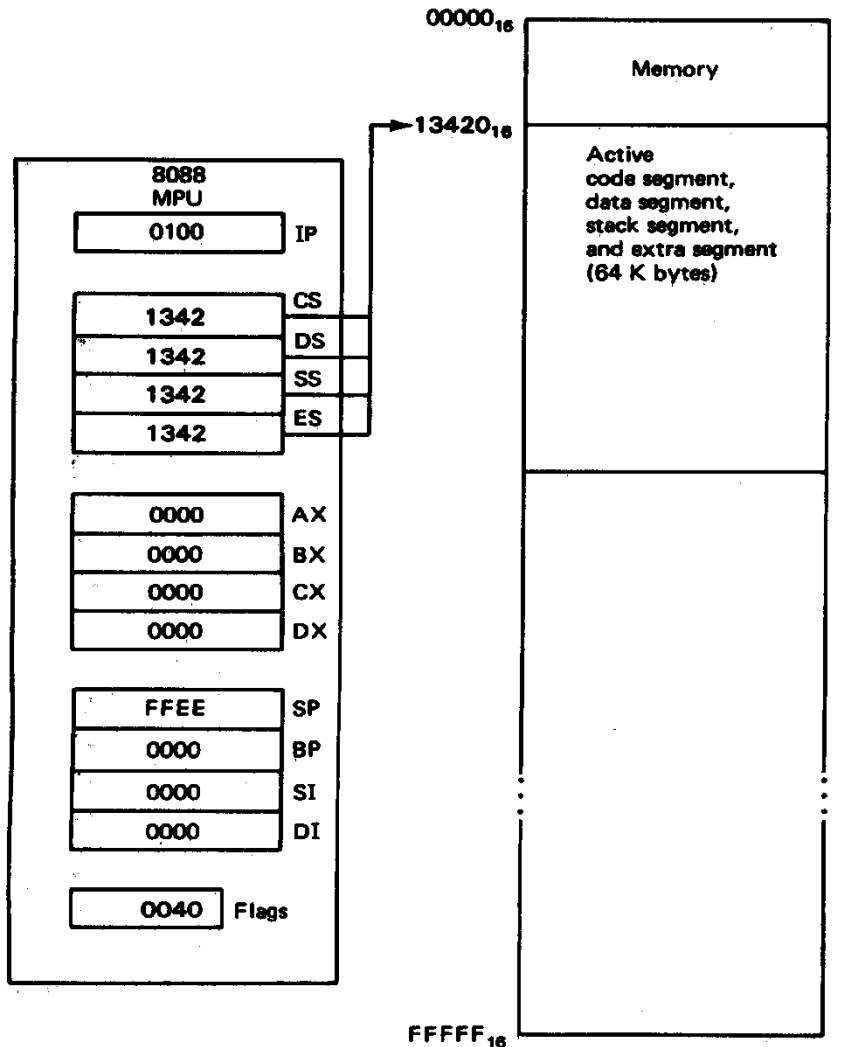 00000₁₆
Memory
13420₁₆
Active
code segment,
data segment,
stack segment,
and extra segment
(64 K bytes)
8088
MPU
0100 IP
1342 CS
1342 DS
1342 SS
1342 ES
0000 AX
0000 BX
0000 CX
0000 DX
FFEE SP
0000 BP
0000 SI
0000 DI
0040 Flags
FFFFF₁₆